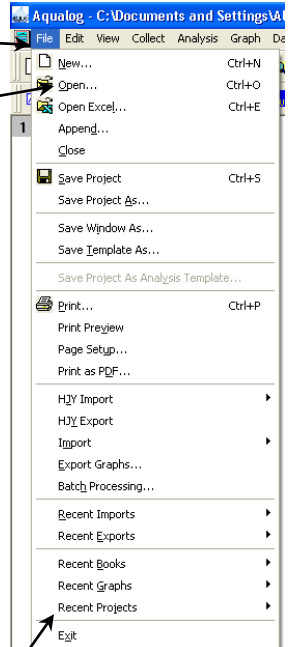 Aqualog - C:\Documents and Settings\Al
File Edit View Collect Analysis Graph Da
New... Ctrl+N
Open... Ctrl+O
Open Excel... Ctrl+E
1
Append...
Close
Save Project Ctrl+S
Save Project As...
Save Window As...
Save Template As...
Save Project As Analysis Template...
Print... Ctrl+P
Print Preview
Page Setup...
Print as PDF...
HJY Import
HJY Export
Import
Export Graphs...
Batch Processing...
Recent Imports
Recent Exports
Recent Books
Recent Graphs
Recent Projects
Exit